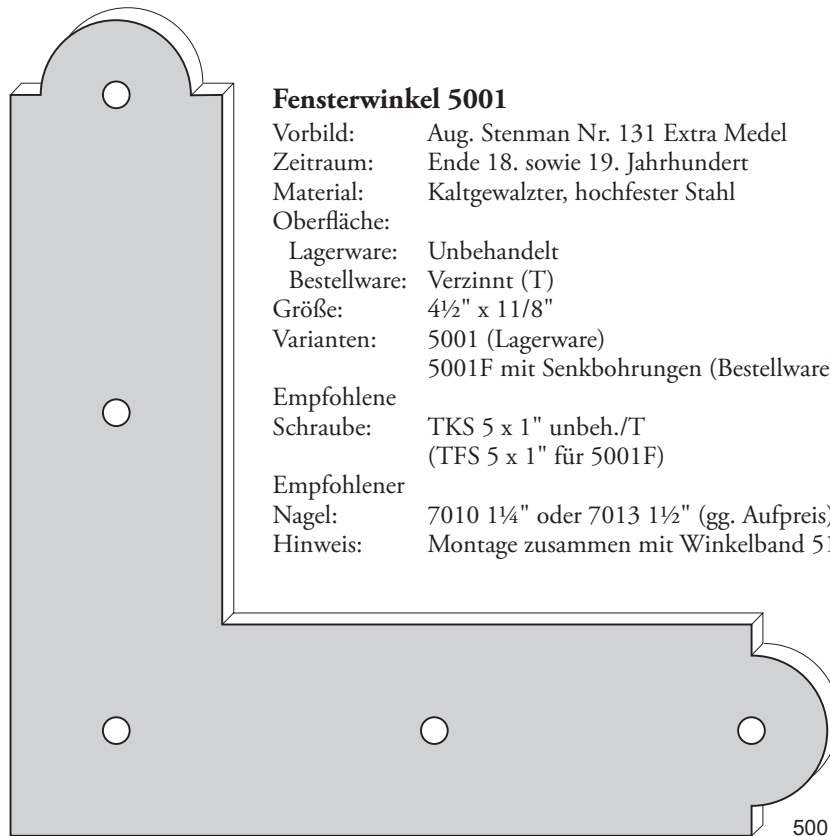 Fensterwinkel 5001
Vorbild: Aug. Stenman Nr. 131 Extra Medel
Zeitraum: Ende 18. sowie 19. Jahrhundert
Material: Kaltgewalzter, hochfester Stahl
Oberfläche:
Lagerware: Unbehandelt
Bestellware: Verzinnt (T)
Größe: 4½" x 11/8"
Varianten: 5001 (Lagerware)
5001F mit Senkbohrungen (Bestellware
Empfohlene
Schraube: TKS 5 x 1" unbeh./T
(TFS 5 x 1" für 5001F)
Empfohlener
Nagel: 7010 1¼" oder 7013 1½" (gg. Aufpreis)
Hinweis: Montage zusammen mit Winkelband